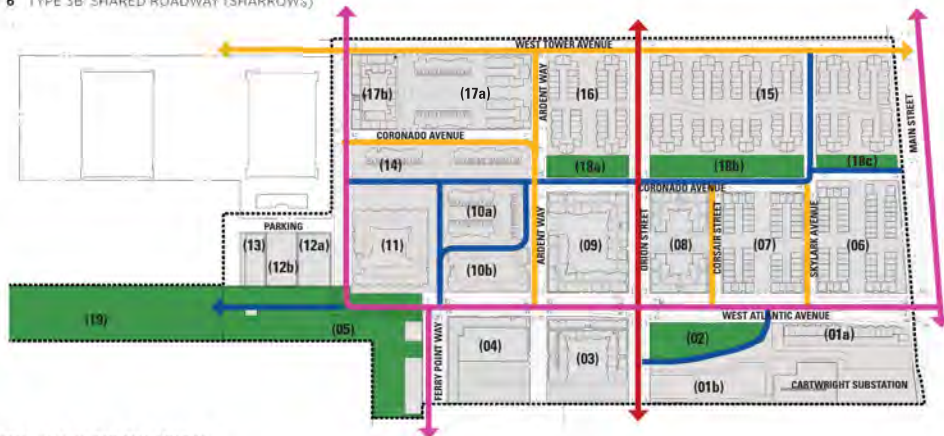 6 TYPE 3B: SHARED ROADWAY (SHARROWS)
WEST TOWER AVENUE
(17b)
(17a)
ARDENT WAY
(16)
(15)
MAIN STREET
CORONADO AVENUE
(14)
(18a)
(18b)
(18c)
CORONADO AVENUE
(10a)
PARKING
(13)
(12a)
(12b)
(11)
(10b)
ARDENT WAY
(09)
ORION STREET
(08)
CORSAIR STREET
(07)
SKYLARK AVENUE
(06)
(19)
(05)
WEST ATLANTIC AVENUE
FERRY POINT WAY
(04)
(03)
(02)
(01a)
(01b)
CARTWRIGHT SUBSTATION